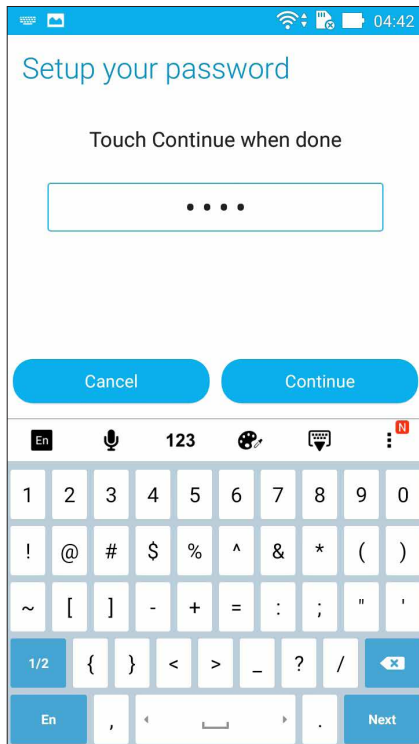 04:42
Setup your password
Touch Continue when done
••••
Cancel Continue
En 123 N
1 2 3 4 5 6 7 8 9 0
! @ # $ % ^ & * ( )
~ [ ] - + = : ; " '
1/2 { } < > _ ? /
En , . Next